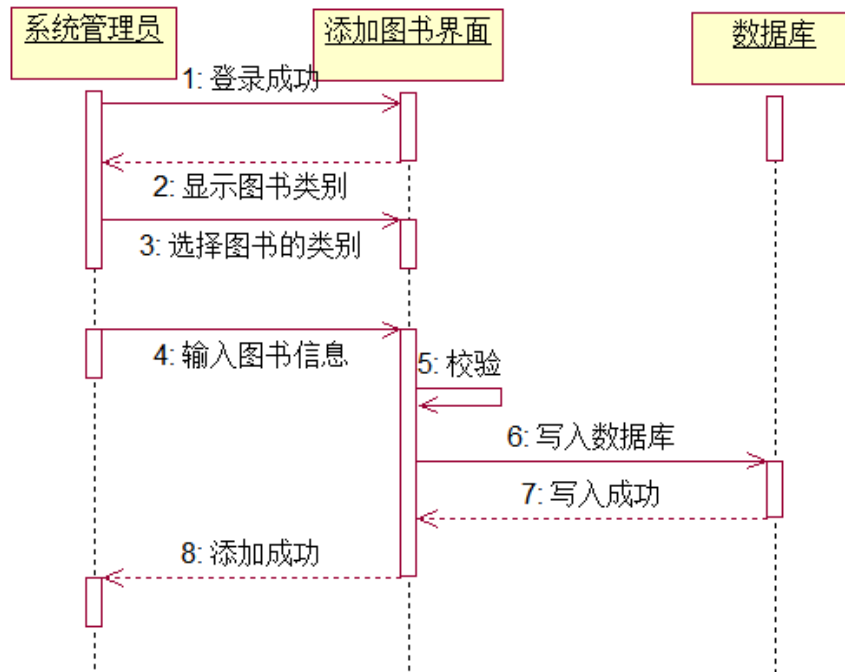 系统管理员
添加图书界面
数据库
1: 登录成功
2: 显示图书类别
3: 选择图书的类别
4: 输入图书信息
5: 校验
6: 写入数据库
7: 写入成功
8: 添加成功